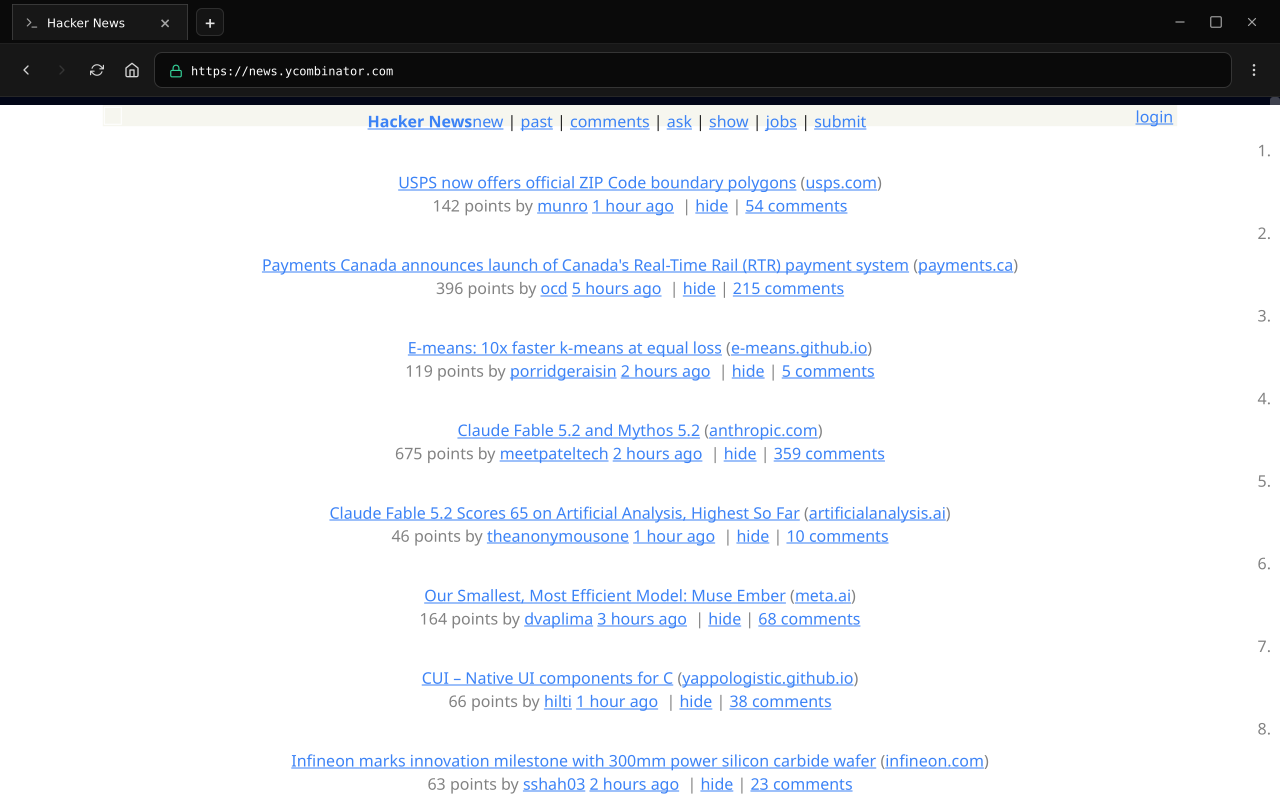 Hacker News
https://news.ycombinator.com
Hacker Newsnew | past | comments | ask | show | jobs | submit
login
1.
USPS now offers official ZIP Code boundary polygons (usps.com)
142 points by munro 1 hour ago | hide | 54 comments
2.
Payments Canada announces launch of Canada's Real-Time Rail (RTR) payment system (payments.ca)
396 points by ocd 5 hours ago | hide | 215 comments
3.
E-means: 10x faster k-means at equal loss (e-means.github.io)
119 points by porridgeraisin 2 hours ago | hide | 5 comments
4.
Claude Fable 5.2 and Mythos 5.2 (anthropic.com)
675 points by meetpateltech 2 hours ago | hide | 359 comments
5.
Claude Fable 5.2 Scores 65 on Artificial Analysis, Highest So Far (artificialanalysis.ai)
46 points by theanonymousone 1 hour ago | hide | 10 comments
6.
Our Smallest, Most Efficient Model: Muse Ember (meta.ai)
164 points by dvaplima 3 hours ago | hide | 68 comments
7.
CUI – Native UI components for C (yappologistic.github.io)
66 points by hilti 1 hour ago | hide | 38 comments
8.
Infineon marks innovation milestone with 300mm power silicon carbide wafer (infineon.com)
63 points by sshah03 2 hours ago | hide | 23 comments